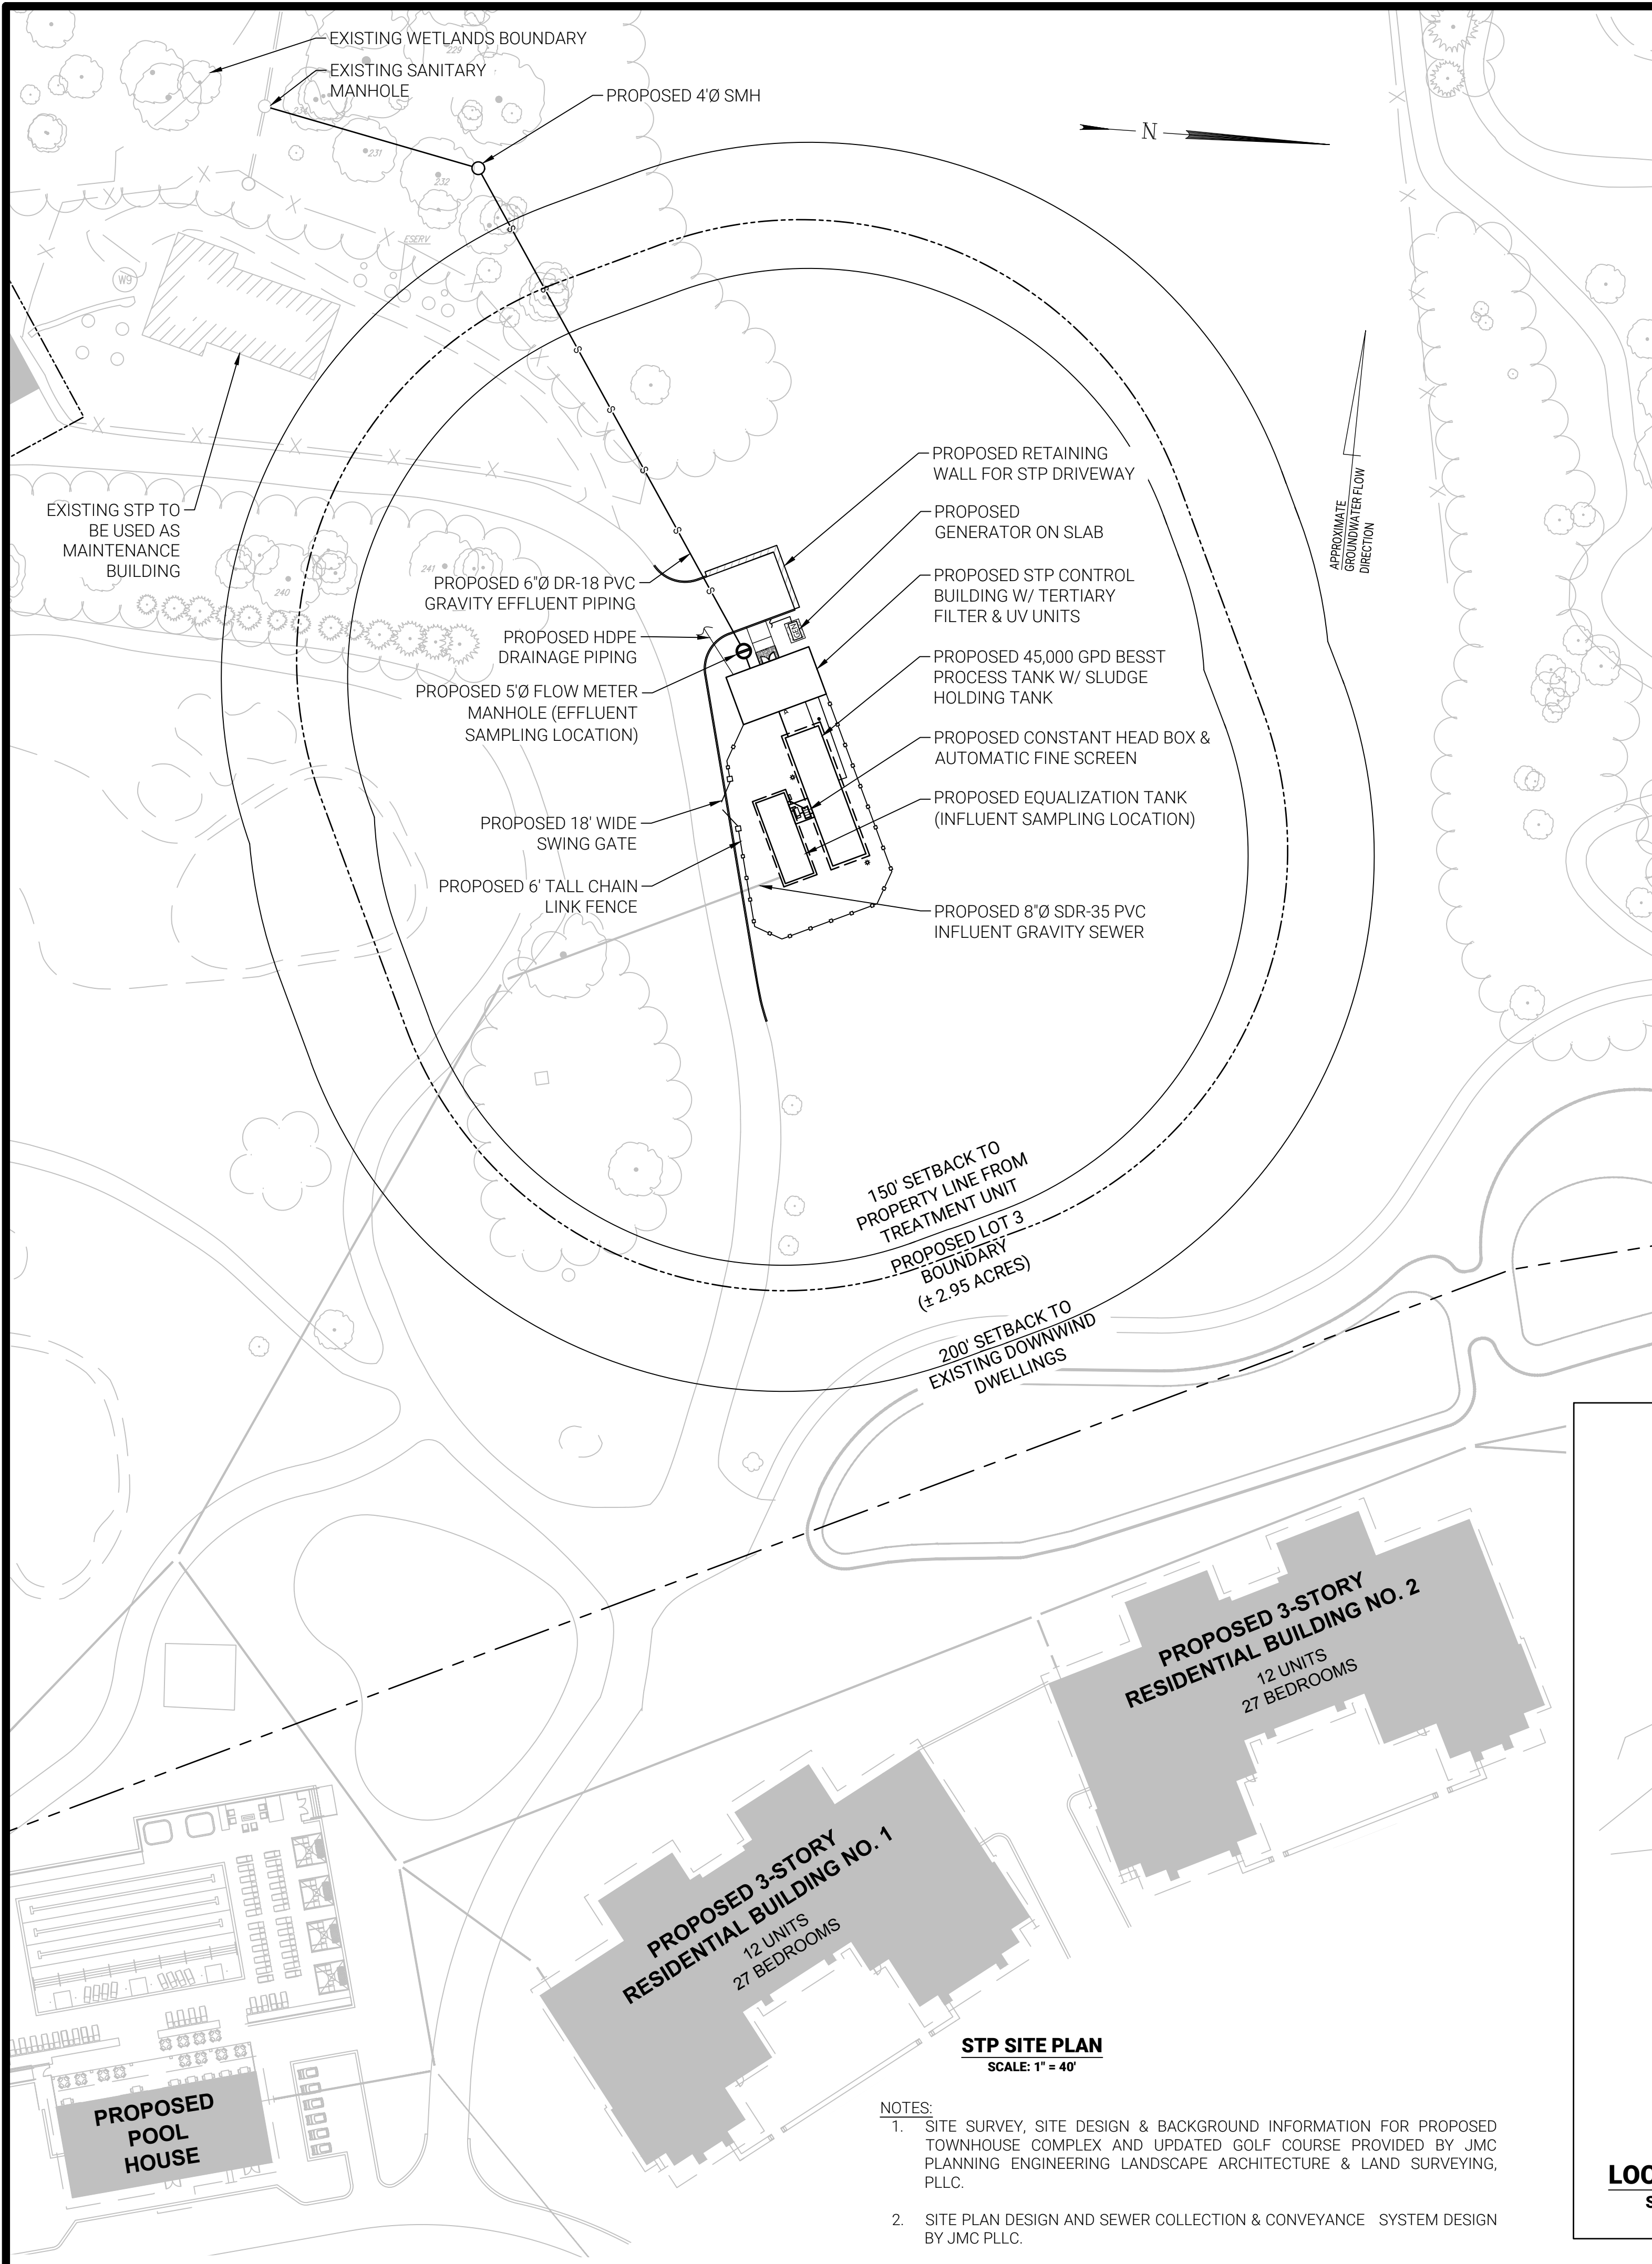 EXISTING WETLANDS BOUNDARY
229
EXISTING SANITARY
MANHOLE
PROPOSED 4'Ø SMH
N
231
232
ESERV
W9
EXISTING STP TO
BE USED AS
MAINTENANCE
BUILDING
241
240
PROPOSED 6"Ø DR-18 PVC
GRAVITY EFFLUENT PIPING
PROPOSED HDPE
DRAINAGE PIPING
PROPOSED 5'Ø FLOW METER
MANHOLE (EFFLUENT
SAMPLING LOCATION)
PROPOSED 18' WIDE
SWING GATE
PROPOSED 6' TALL CHAIN
LINK FENCE
PROPOSED RETAINING
WALL FOR STP DRIVEWAY
PROPOSED
GENERATOR ON SLAB
PROPOSED STP CONTROL
BUILDING W/ TERTIARY
FILTER & UV UNITS
PROPOSED 45,000 GPD BESST
PROCESS TANK W/ SLUDGE
HOLDING TANK
PROPOSED CONSTANT HEAD BOX &
AUTOMATIC FINE SCREEN
PROPOSED EQUALIZATION TANK
(INFLUENT SAMPLING LOCATION)
PROPOSED 8"Ø SDR-35 PVC
INFLUENT GRAVITY SEWER
GEN
APPROXIMATE
GROUNDWATER FLOW
DIRECTION
150' SETBACK TO
PROPERTY LINE FROM
TREATMENT UNIT
PROPOSED LOT 3
BOUNDARY
(± 2.95 ACRES)
200' SETBACK TO
EXISTING DOWNWIND
DWELLINGS
PROPOSED 3-STORY
RESIDENTIAL BUILDING NO. 2
12 UNITS
27 BEDROOMS
PROPOSED 3-STORY
RESIDENTIAL BUILDING NO. 1
12 UNITS
27 BEDROOMS
PROPOSED
POOL
HOUSE
STP SITE PLAN
SCALE: 1" = 40'
NOTES:
1. SITE SURVEY, SITE DESIGN & BACKGROUND INFORMATION FOR PROPOSED
TOWNHOUSE COMPLEX AND UPDATED GOLF COURSE PROVIDED BY JMC
PLANNING ENGINEERING LANDSCAPE ARCHITECTURE & LAND SURVEYING,
PLLC.
2. SITE PLAN DESIGN AND SEWER COLLECTION & CONVEYANCE SYSTEM DESIGN
BY JMC PLLC.
LOC
S